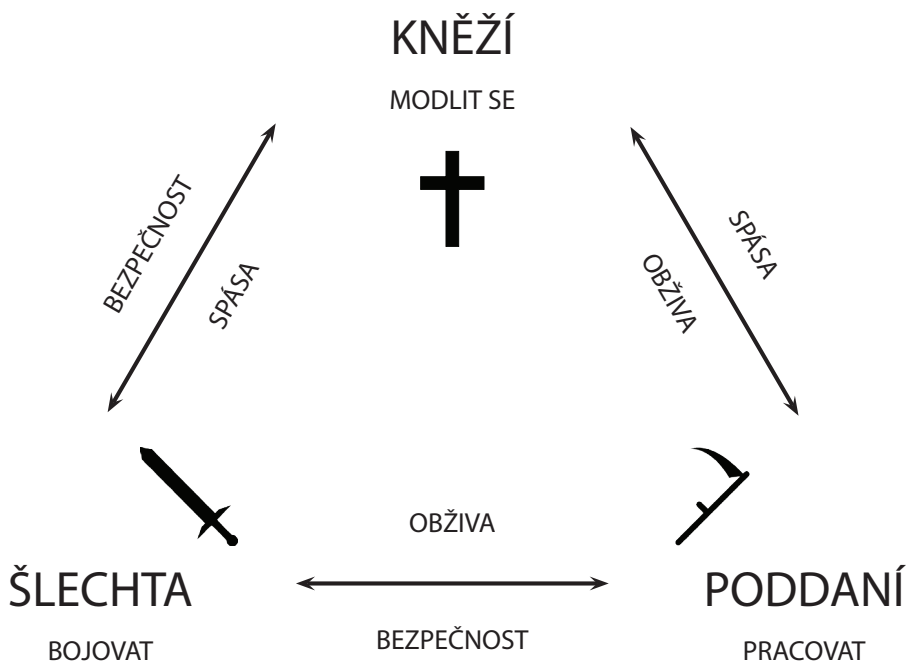 KNĚŽÍ
MODLIT SE
BEZPEČNOST
SPÁSA
SPÁSA
OBŽIVA
OBŽIVA
ŠLECHTA
PODDANÍ
BEZPEČNOST
BOJOVAT
PRACOVAT